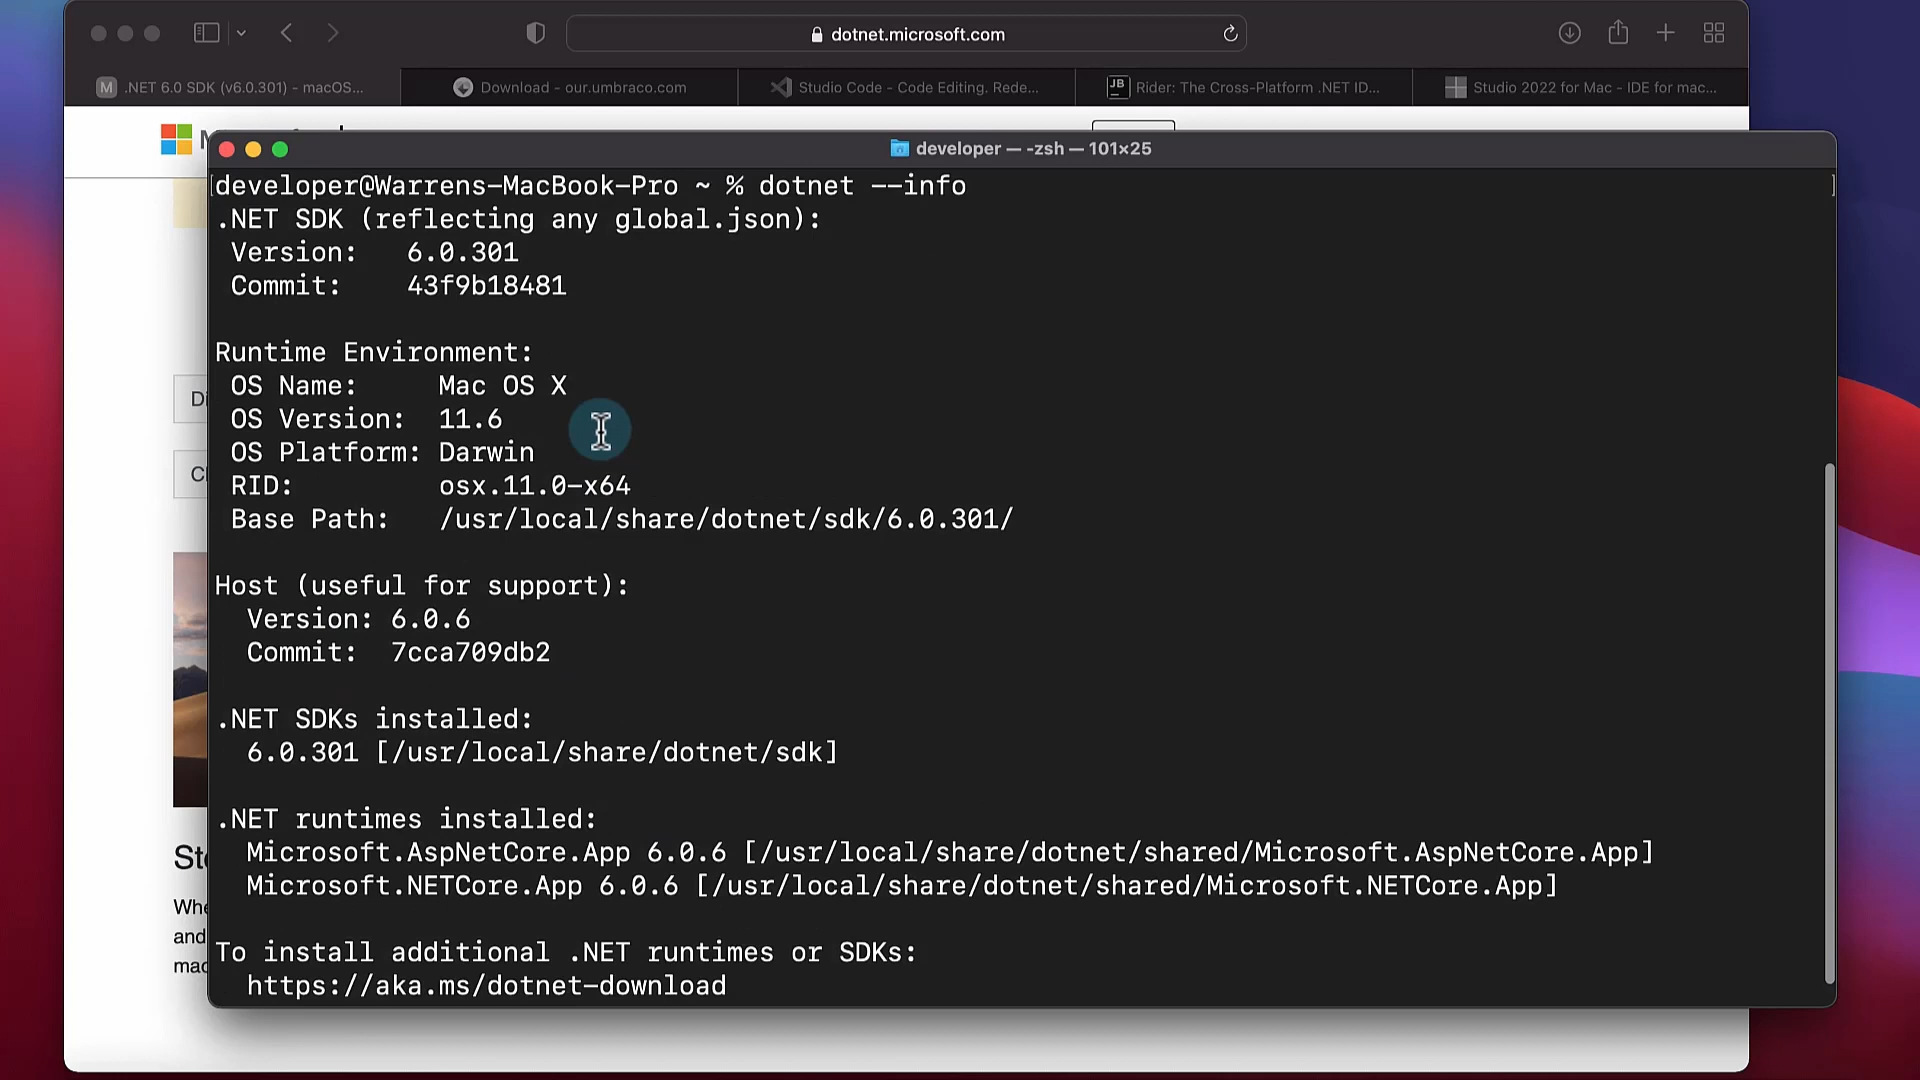 dotnet.microsoft.com
M .NET 6.0 SDK (v6.0.301) - macOS...
Download - our.umbraco.com
Studio Code - Code Editing. Rede...
JB Rider: The Cross-Platform .NET ID...
Studio 2022 for Mac - IDE for mac...
developer — -zsh — 101×25
developer@Warrens-MacBook-Pro ~ % dotnet --info
.NET SDK (reflecting any global.json):
Version: 6.0.301
Commit: 43f9b18481
Runtime Environment:
OS Name: Mac OS X
OS Version: 11.6
OS Platform: Darwin
RID: osx.11.0-x64
Base Path: /usr/local/share/dotnet/sdk/6.0.301/
Host (useful for support):
Version: 6.0.6
Commit: 7cca709db2
.NET SDKs installed:
6.0.301 [/usr/local/share/dotnet/sdk]
.NET runtimes installed:
Microsoft.AspNetCore.App 6.0.6 [/usr/local/share/dotnet/shared/Microsoft.AspNetCore.App]
Microsoft.NETCore.App 6.0.6 [/usr/local/share/dotnet/shared/Microsoft.NETCore.App]
To install additional .NET runtimes or SDKs:
https://aka.ms/dotnet-download
and